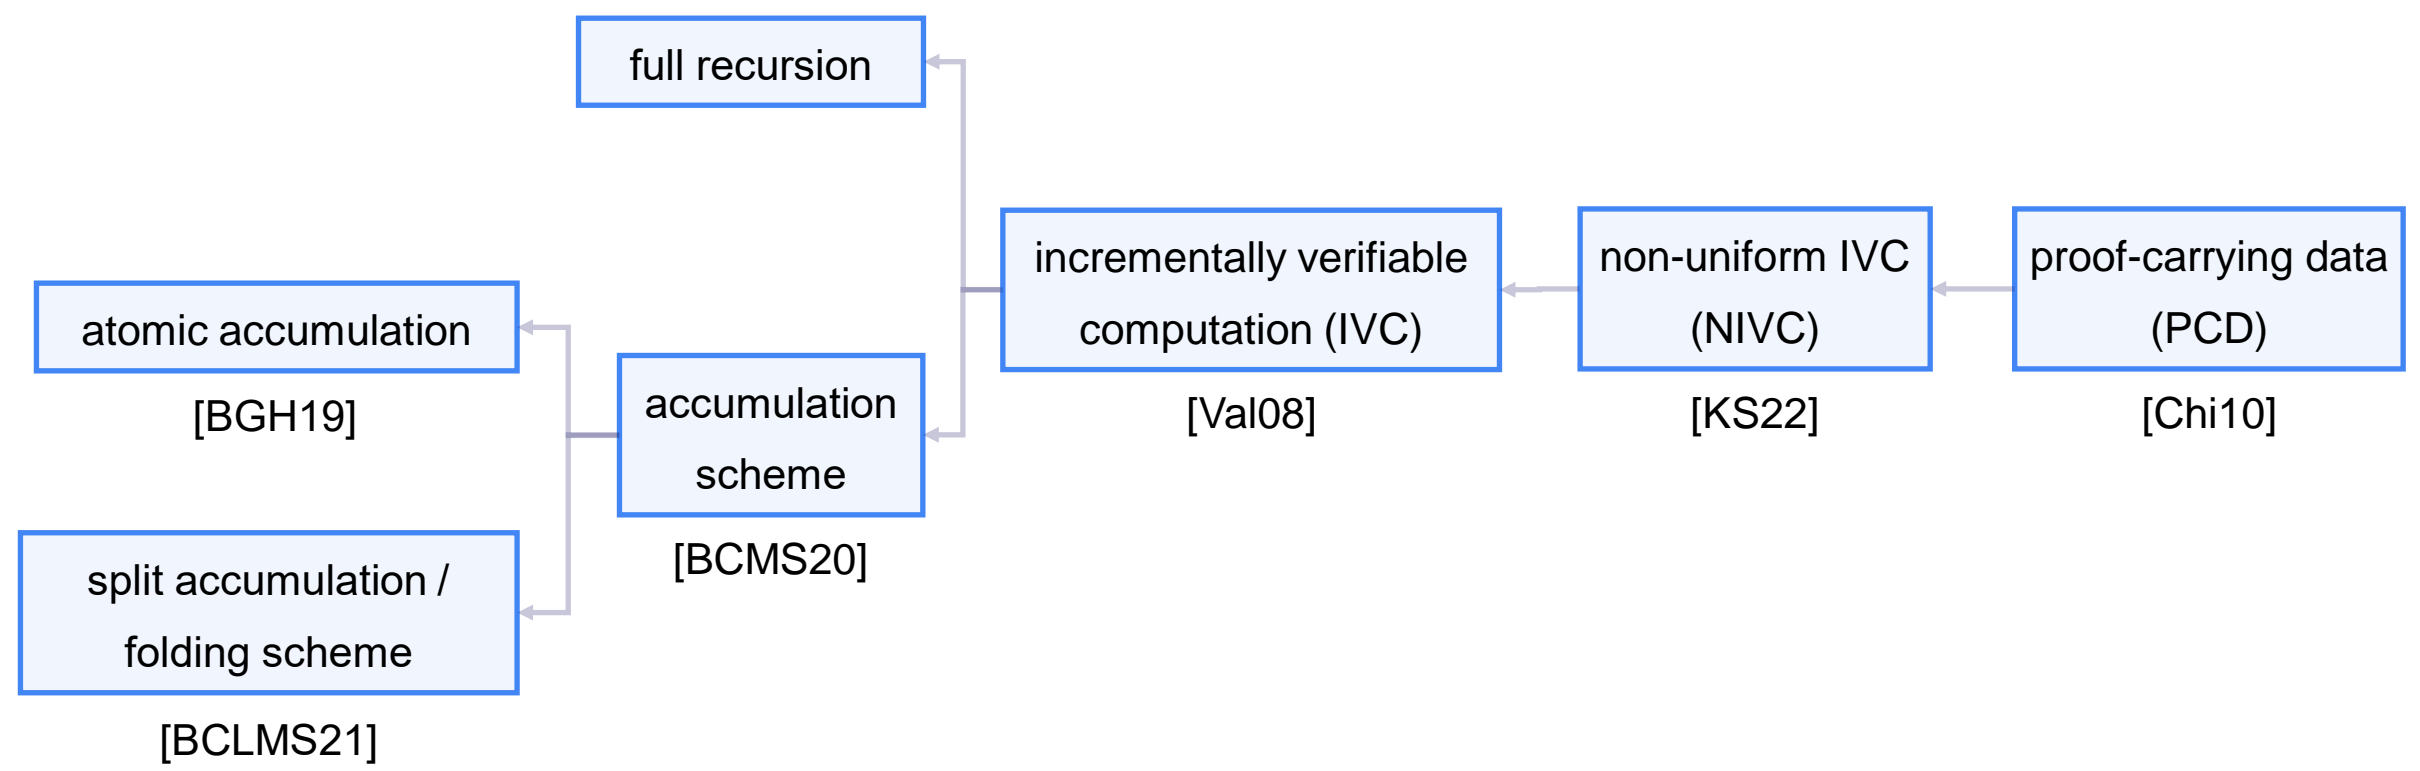 full recursion
atomic accumulation
[BGH19]
split accumulation /
folding scheme
[BCLMS21]
accumulation
scheme
[BCMS20]
incrementally verifiable
computation (IVC)
[Val08]
non-uniform IVC
(NIVC)
[KS22]
proof-carrying data
(PCD)
[Chi10]